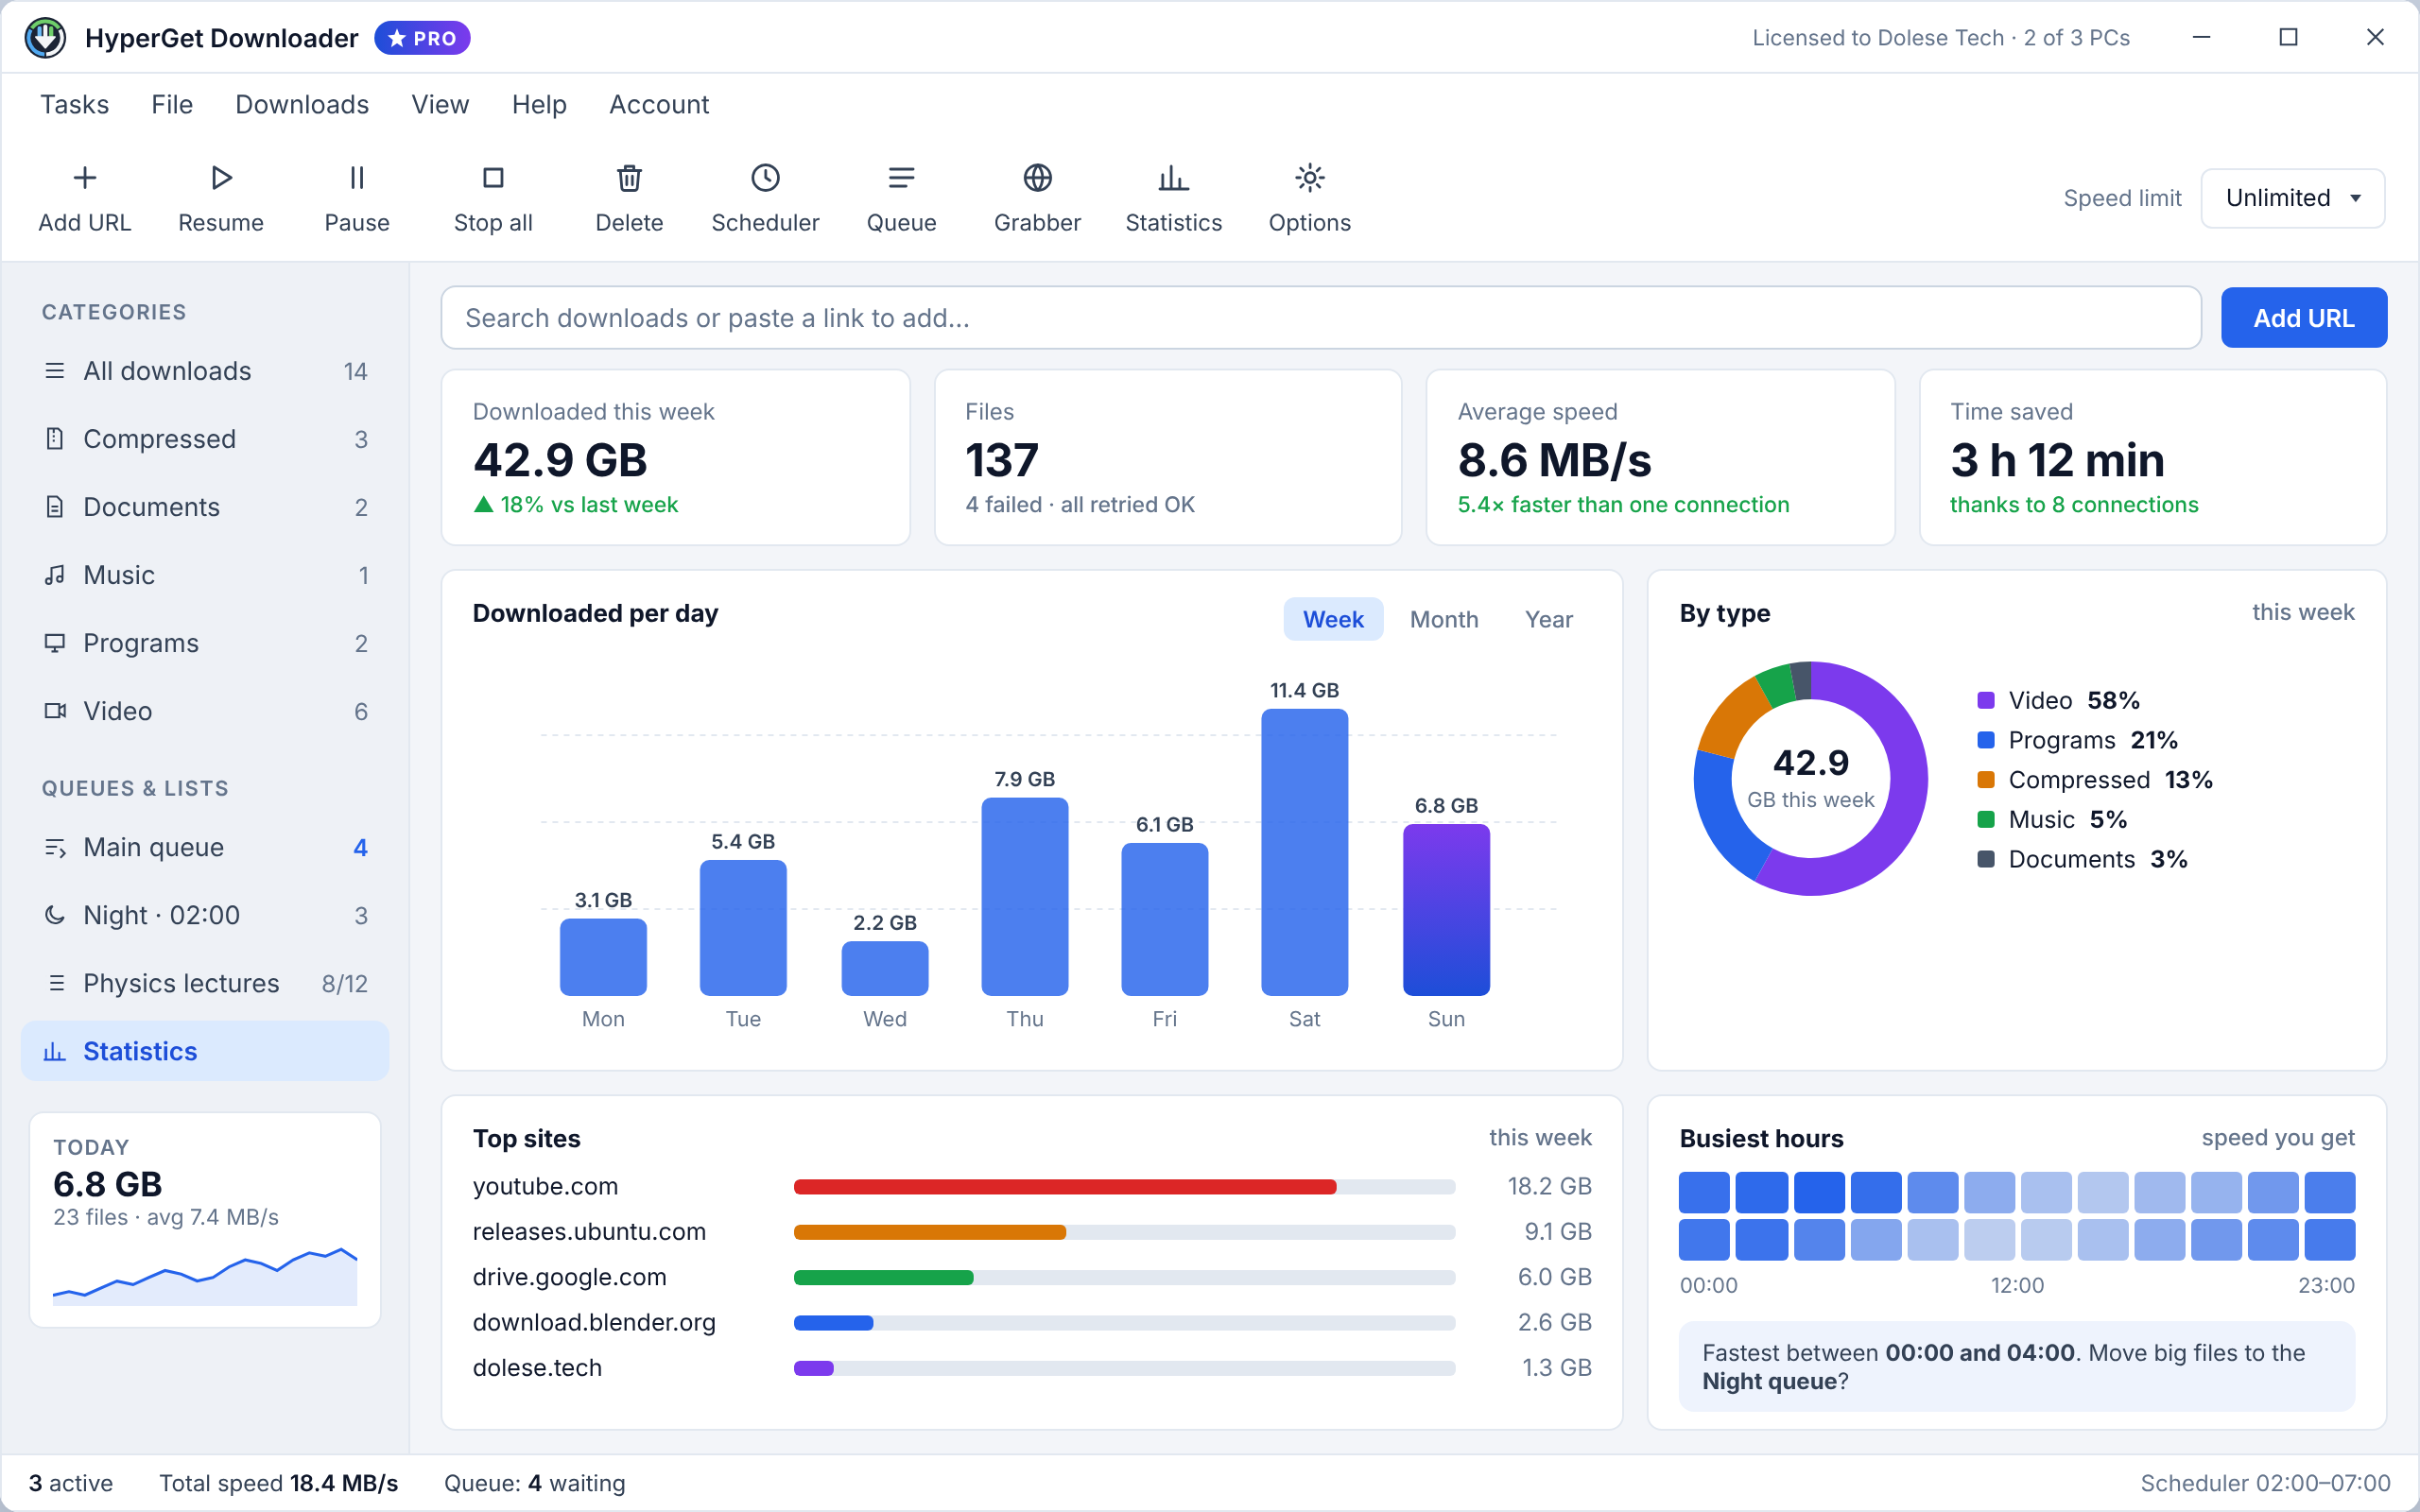 HyperGet Downloader PRO
Licensed to Dolese Tech · 2 of 3 PCs
Tasks File Downloads View Help Account
Add URL Resume Pause Stop all Delete Scheduler Queue Grabber Statistics Options
Speed limit Unlimited
CATEGORIES
All downloads 14
Compressed 3
Documents 2
Music 1
Programs 2
Video 6
QUEUES & LISTS
Main queue 4
Night · 02:00 3
Physics lectures 8/12
Statistics
TODAY
6.8 GB
23 files · avg 7.4 MB/s
Search downloads or paste a link to add...
Add URL
Downloaded this week
42.9 GB
▲ 18% vs last week
Files
137
4 failed · all retried OK
Average speed
8.6 MB/s
5.4× faster than one connection
Time saved
3 h 12 min
thanks to 8 connections
Downloaded per day
Week Month Year
3.1 GB
5.4 GB
2.2 GB
7.9 GB
6.1 GB
11.4 GB
6.8 GB
Mon Tue Wed Thu Fri Sat Sun
By type this week
42.9
GB this week
Video 58%
Programs 21%
Compressed 13%
Music 5%
Documents 3%
Top sites this week
youtube.com 18.2 GB
releases.ubuntu.com 9.1 GB
drive.google.com 6.0 GB
download.blender.org 2.6 GB
dolese.tech 1.3 GB
Busiest hours speed you get
00:00 12:00 23:00
Fastest between 00:00 and 04:00. Move big files to the
Night queue?
3 active Total speed 18.4 MB/s Queue: 4 waiting
Scheduler 02:00–07:00